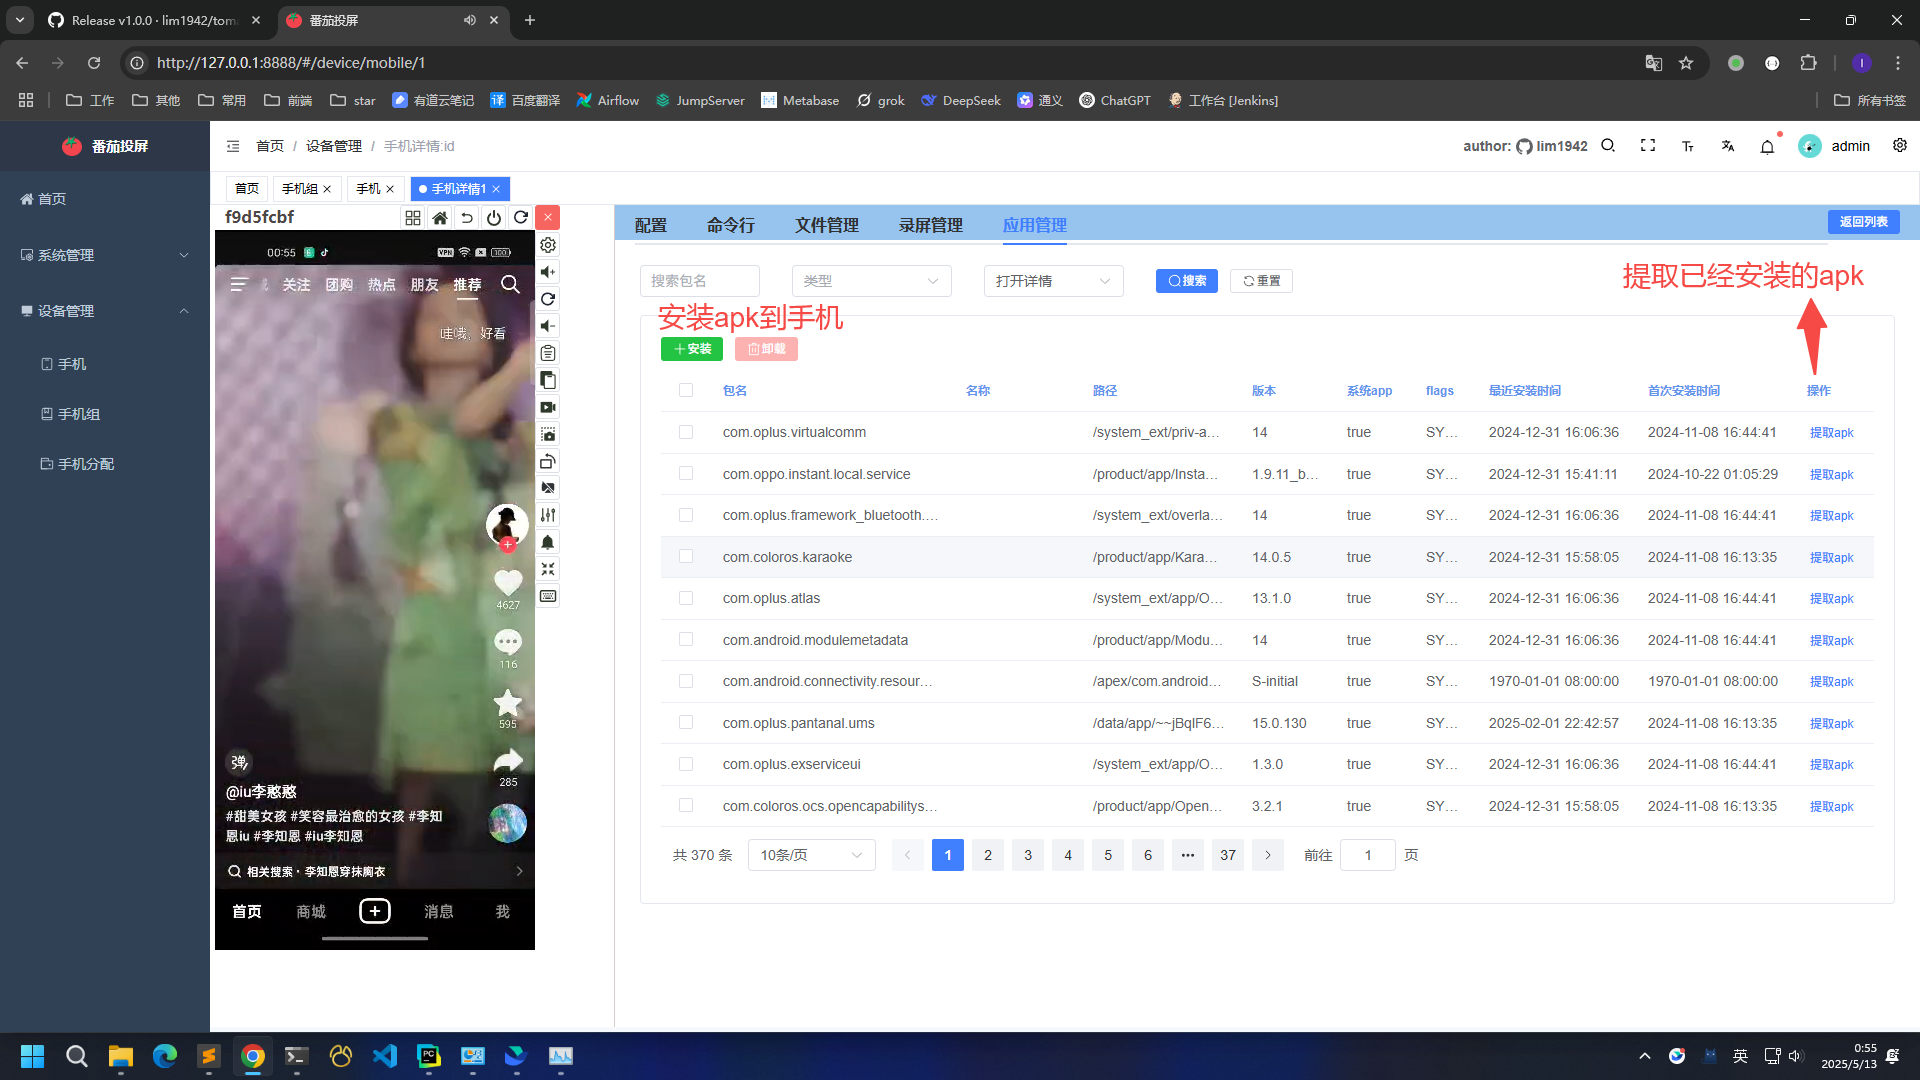 Release v1.0.0 · lim1942/tom
番茄投屏
http://127.0.0.1:8888/#/device/mobile/1
工作
其他
常用
前端
star
有道云笔记
译 百度翻译
Airflow
JumpServer
Metabase
grok
DeepSeek
通义
ChatGPT
工作台 [Jenkins]
所有书签
番茄投屏
首页 / 设备管理 / 手机详情:id
author: lim1942
admin
首页
系统管理
设备管理
手机
手机组
手机分配
首页
手机组
手机
手机详情1
f9d5fcbf
00:55
VPN
100
关注 团购 热点 朋友 推荐
哇哦，好看
4627
116
595
285
弹
@iu李憨憨
#甜美女孩 #笑容最治愈的女孩 #李知
恩iu #李知恩 #iu李知恩
相关搜索 · 李知恩穿抹胸衣
首页 商城 消息 我
配置 命令行 文件管理 录屏管理 应用管理
返回列表
搜索包名 类型 打开详情 搜索 重置
提取已经安装的apk
安装apk到手机
安装 卸载
包名 名称 路径 版本 系统app flags 最近安装时间 首次安装时间 操作
com.oplus.virtualcomm /system_ext/priv-a... 14 true SY... 2024-12-31 16:06:36 2024-11-08 16:44:41 提取apk
com.oppo.instant.local.service /product/app/Insta... 1.9.11_b... true SY... 2024-12-31 15:41:11 2024-10-22 01:05:29 提取apk
com.oplus.framework_bluetooth.... /system_ext/overla... 14 true SY... 2024-12-31 16:06:36 2024-11-08 16:44:41 提取apk
com.coloros.karaoke /product/app/Kara... 14.0.5 true SY... 2024-12-31 15:58:05 2024-11-08 16:13:35 提取apk
com.oplus.atlas /system_ext/app/O... 13.1.0 true SY... 2024-12-31 16:06:36 2024-11-08 16:44:41 提取apk
com.android.modulemetadata /product/app/Modu... 14 true SY... 2024-12-31 16:06:36 2024-11-08 16:44:41 提取apk
com.android.connectivity.resour... /apex/com.android... S-initial true SY... 1970-01-01 08:00:00 1970-01-01 08:00:00 提取apk
com.oplus.pantanal.ums /data/app/~~jBqlF6... 15.0.130 true SY... 2025-02-01 22:42:57 2024-11-08 16:13:35 提取apk
com.oplus.exserviceui /system_ext/app/O... 1.3.0 true SY... 2024-12-31 16:06:36 2024-11-08 16:44:41 提取apk
com.coloros.ocs.opencapabilitys... /product/app/Open... 3.2.1 true SY... 2024-12-31 15:58:05 2024-11-08 16:13:35 提取apk
共 370 条 10条/页 1 2 3 4 5 6 ... 37 前往 1 页
英
0:55
2025/5/13